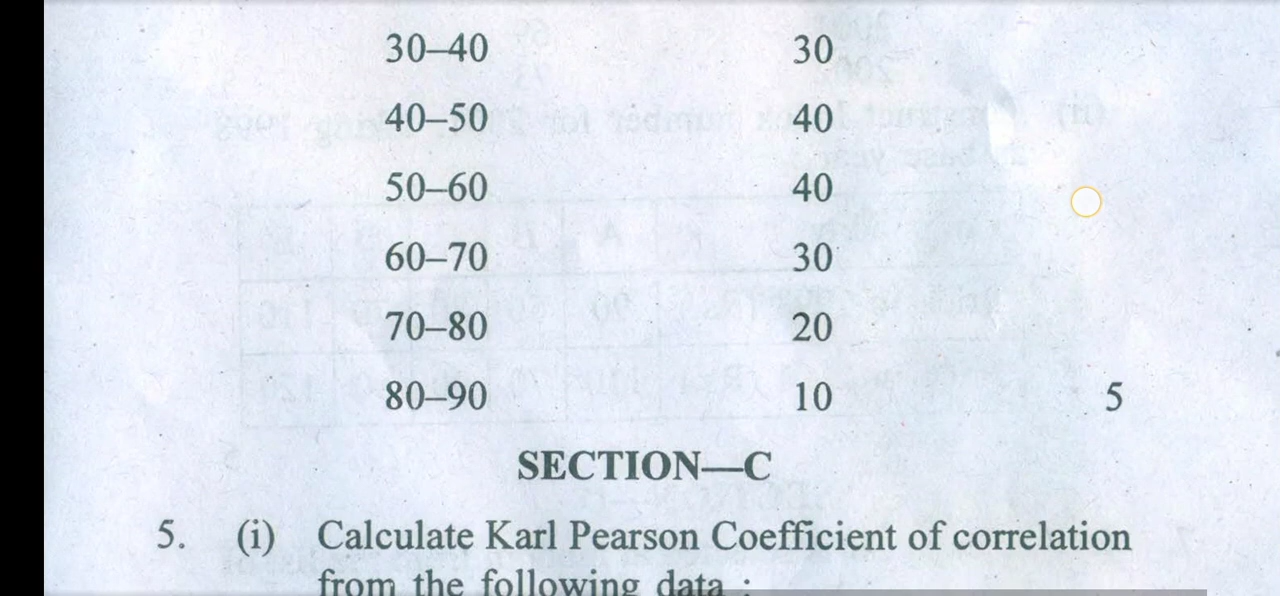 30–40 30
40–50 40
50–60 40
60–70 30
70–80 20
80–90 10 5
SECTION—C
5. (i) Calculate Karl Pearson Coefficient of correlation
from the following data :